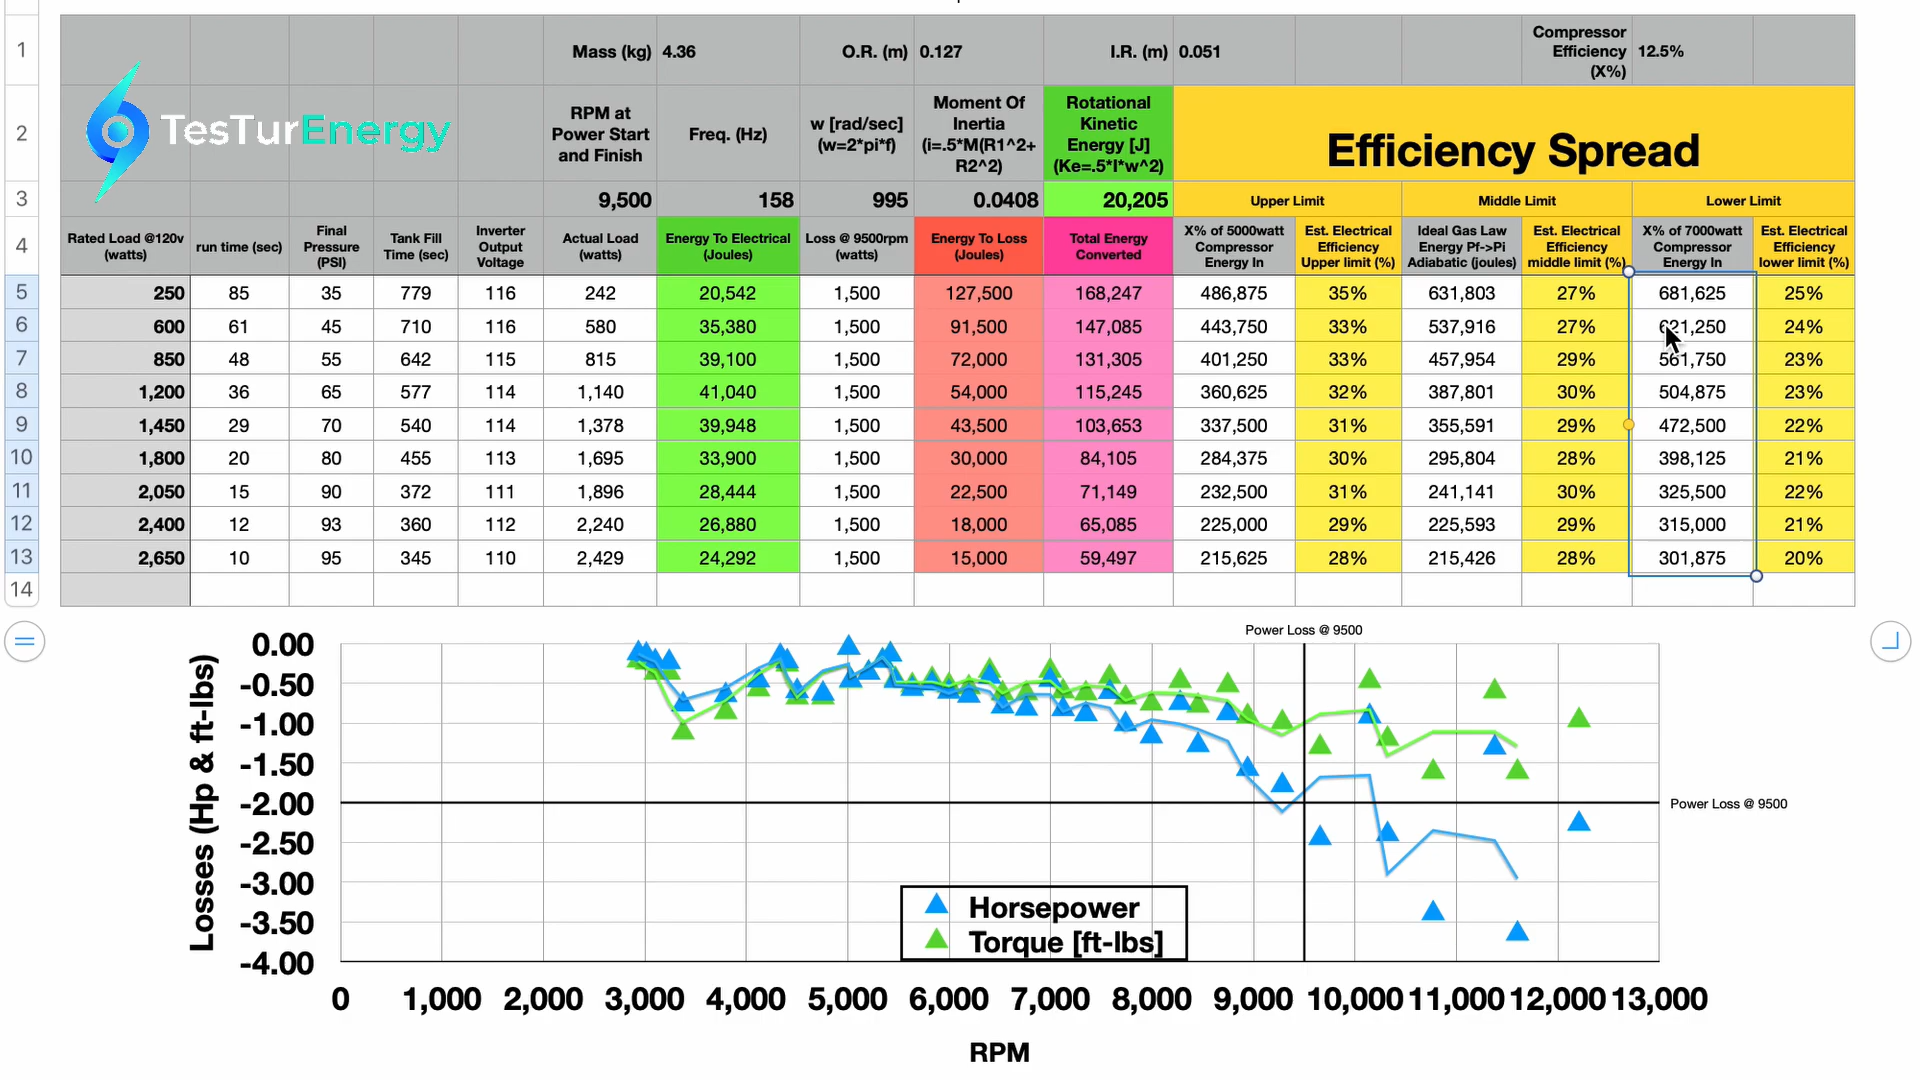 1 Mass (kg) 4.36 O.R. (m) 0.127 I.R. (m) 0.051 Compressor Efficiency (X%) 12.5%
TesTurEnergy
2 RPM at Power Start and Finish Freq. (Hz) w [rad/sec] (w=2*pi*f) Moment Of Inertia (i=.5*M(R1^2+ R2^2) Rotational Kinetic Energy [J] (Ke=.5*I*w^2) Efficiency Spread
3 9,500 158 995 0.0408 20,205 Upper Limit Middle Limit Lower Limit
4 Rated Load @120v (watts) run time (sec) Final Pressure (PSI) Tank Fill Time (sec) Inverter Output Voltage Actual Load (watts) Energy To Electrical (Joules) Loss @ 9500rpm (watts) Energy To Loss (Joules) Total Energy Converted X% of 5000watt Compressor Energy In Est. Electrical Efficiency Upper limit (%) Ideal Gas Law Energy Pf->Pi Adiabatic (joules) Est. Electrical Efficiency middle limit (%) X% of 7000watt Compressor Energy In Est. Electrical Efficiency lower limit (%)
5 250 85 35 779 116 242 20,542 1,500 127,500 168,247 486,875 35% 631,803 27% 681,625 25%
6 600 61 45 710 116 580 35,380 1,500 91,500 147,085 443,750 33% 537,916 27% 621,250 24%
7 850 48 55 642 115 815 39,100 1,500 72,000 131,305 401,250 33% 457,954 29% 561,750 23%
8 1,200 36 65 577 114 1,140 41,040 1,500 54,000 115,245 360,625 32% 387,801 30% 504,875 23%
9 1,450 29 70 540 114 1,378 39,948 1,500 43,500 103,653 337,500 31% 355,591 29% 472,500 22%
10 1,800 20 80 455 113 1,695 33,900 1,500 30,000 84,105 284,375 30% 295,804 28% 398,125 21%
11 2,050 15 90 372 111 1,896 28,444 1,500 22,500 71,149 232,500 31% 241,141 30% 325,500 22%
12 2,400 12 93 360 112 2,240 26,880 1,500 18,000 65,085 225,000 29% 225,593 29% 315,000 21%
13 2,650 10 95 345 110 2,429 24,292 1,500 15,000 59,497 215,625 28% 215,426 28% 301,875 20%
14
Power Loss @ 9500
Losses (Hp & ft-lbs)
0.00
-0.50
-1.00
-1.50
-2.00
Power Loss @ 9500
-2.50
-3.00
-3.50
-4.00
Horsepower
Torque [ft-lbs]
0 1,000 2,000 3,000 4,000 5,000 6,000 7,000 8,000 9,000 10,000 11,000 12,000 13,000
RPM